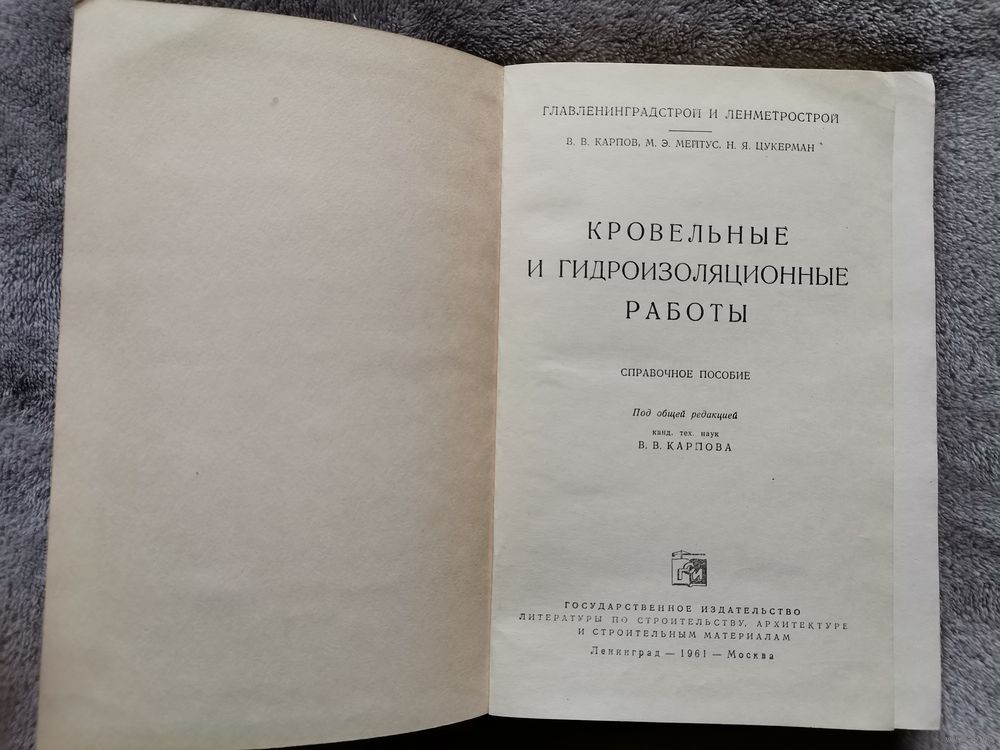 ГЛАВЛЕНИНГРАДСТРОЙ И ЛЕНМЕТРОСТРОЙ
В. В. КАРПОВ, М. Э. МЕЙТУС, Н. Я. ЦУКЕРМАН
КРОВЕЛЬНЫЕ
И ГИДРОИЗОЛЯЦИОННЫЕ
РАБОТЫ
СПРАВОЧНОЕ ПОСОБИЕ
Под общей редакцией
канд. тех. наук
В. В. КАРПОВА
ГОСУДАРСТВЕННОЕ ИЗДАТЕЛЬСТВО
ЛИТЕРАТУРЫ ПО СТРОИТЕЛЬСТВУ, АРХИТЕКТУРЕ
И СТРОИТЕЛЬНЫМ МАТЕРИАЛАМ
Ленинград — 1961 — Москва